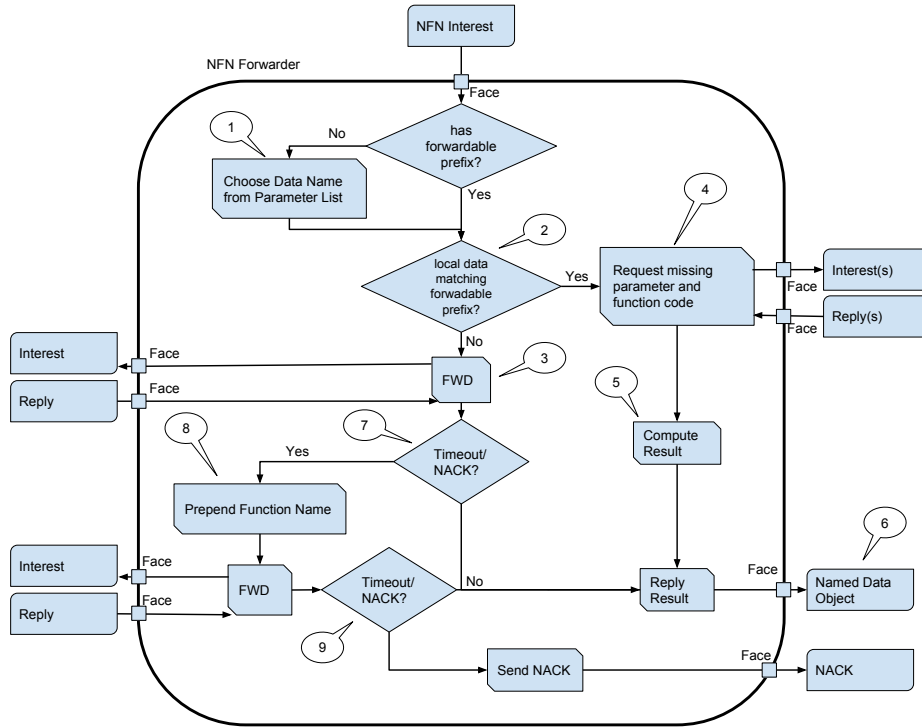 NFN Interest
NFN Forwarder
Face
1
No
has
forwardable
prefix?
Choose Data Name
from Parameter List
Yes
4
2
local data
matching
forwadable
prefix?
Yes
Request missing
parameter and
function code
Face
Interest(s)
Face
Reply(s)
No
Interest
Face
3
FWD
Reply
Face
5
8
7
Compute
Result
Yes
Timeout/
NACK?
Prepend Function Name
6
Interest
Face
FWD
Timeout/
NACK?
No
Reply
Result
Face
Named Data
Object
Reply
Face
9
Send NACK
Face
NACK